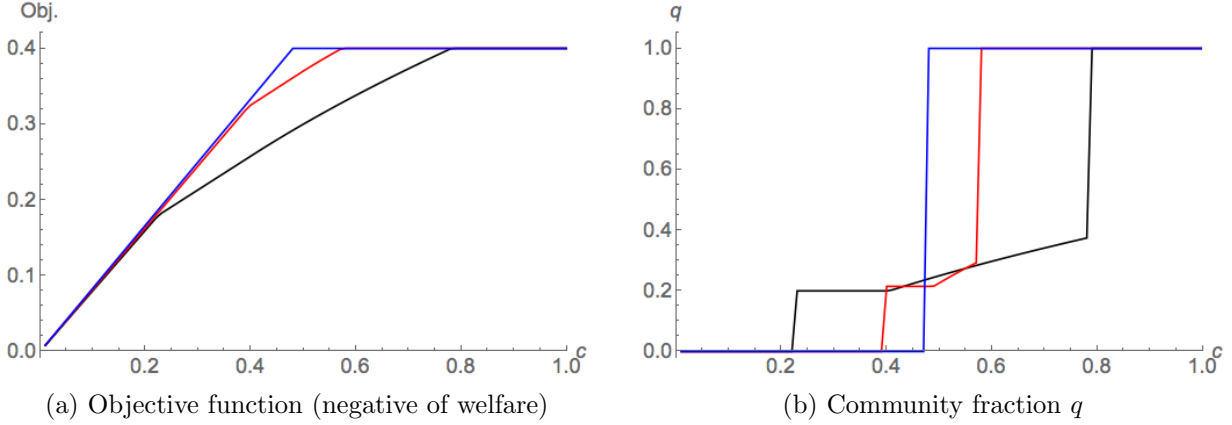 Obj.
0.4
0.3
0.2
0.1
0.0
0.2 0.4 0.6 0.8 1.0 c
(a) Objective function (negative of welfare)
q
1.0
0.8
0.6
0.4
0.2
0.0
0.2 0.4 0.6 0.8 1.0 c
(b) Community fraction q